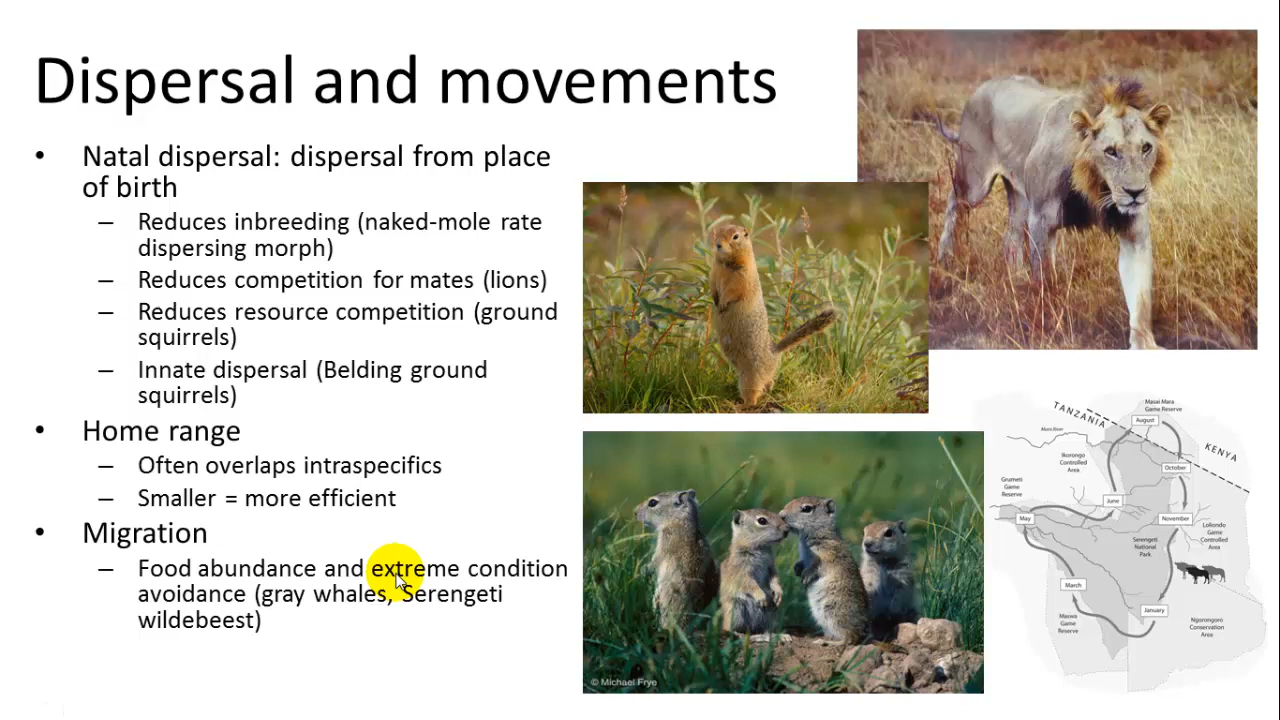 Dispersal and movements
• Natal dispersal: dispersal from place
of birth
– Reduces inbreeding (naked-mole rate
dispersing morph)
– Reduces competition for mates (lions)
– Reduces resource competition (ground
squirrels)
– Innate dispersal (Belding ground
squirrels)
• Home range
– Often overlaps intraspecifics
– Smaller = more efficient
• Migration
– Food abundance and extreme condition
avoidance (gray whales, Serengeti
wildebeest)
© Michael Frye
Masai Mara
Game Reserve
TANZANIA
KENYA
August
Mara River
Ikorongo
Controlled
Area
October
Grumeti
Game
Reserve
June
May
November
Loliondo
Game
Controlled
Area
Serengeti
National
Park
March
January
Maswa
Game
Reserve
Ngorongoro
Conservation
Area